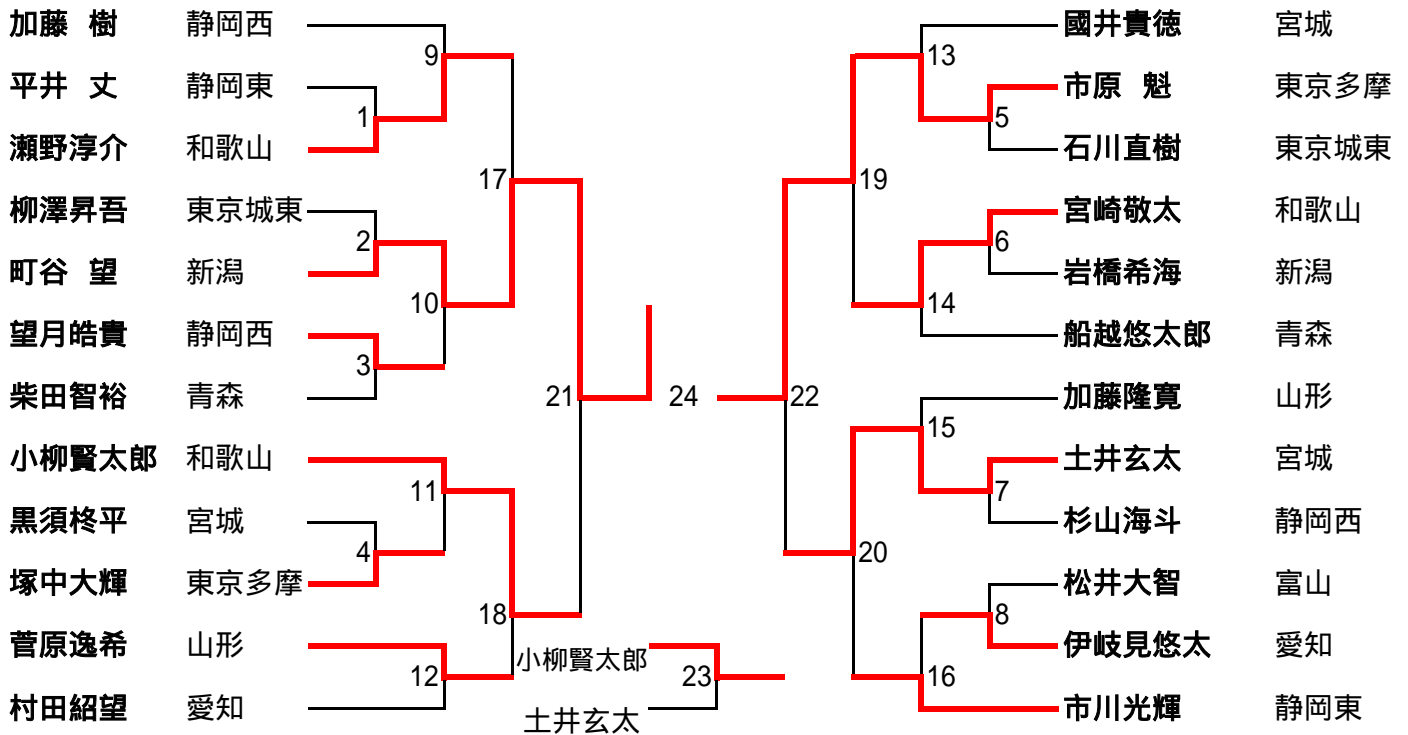 加藤 樹 静岡西
平井 丈 静岡東
瀬野淳介 和歌山
柳澤昇吾 東京城東
町谷 望 新潟
望月皓貴 静岡西
柴田智裕 青森
小柳賢太郎 和歌山
黒須柊平 宮城
塚中大輝 東京多摩
菅原逸希 山形
村田紹望 愛知
9
1
17
2
10
3
21
11
4
18
12
24
小柳賢太郎
23
土井玄太
22
13
5
19
6
14
15
7
20
8
16
國井貴徳 宮城
市原 魁 東京多摩
石川直樹 東京城東
宮崎敬太 和歌山
岩橋希海 新潟
船越悠太郎 青森
加藤隆寛 山形
土井玄太 宮城
杉山海斗 静岡西
松井大智 富山
伊岐見悠太 愛知
市川光輝 静岡東